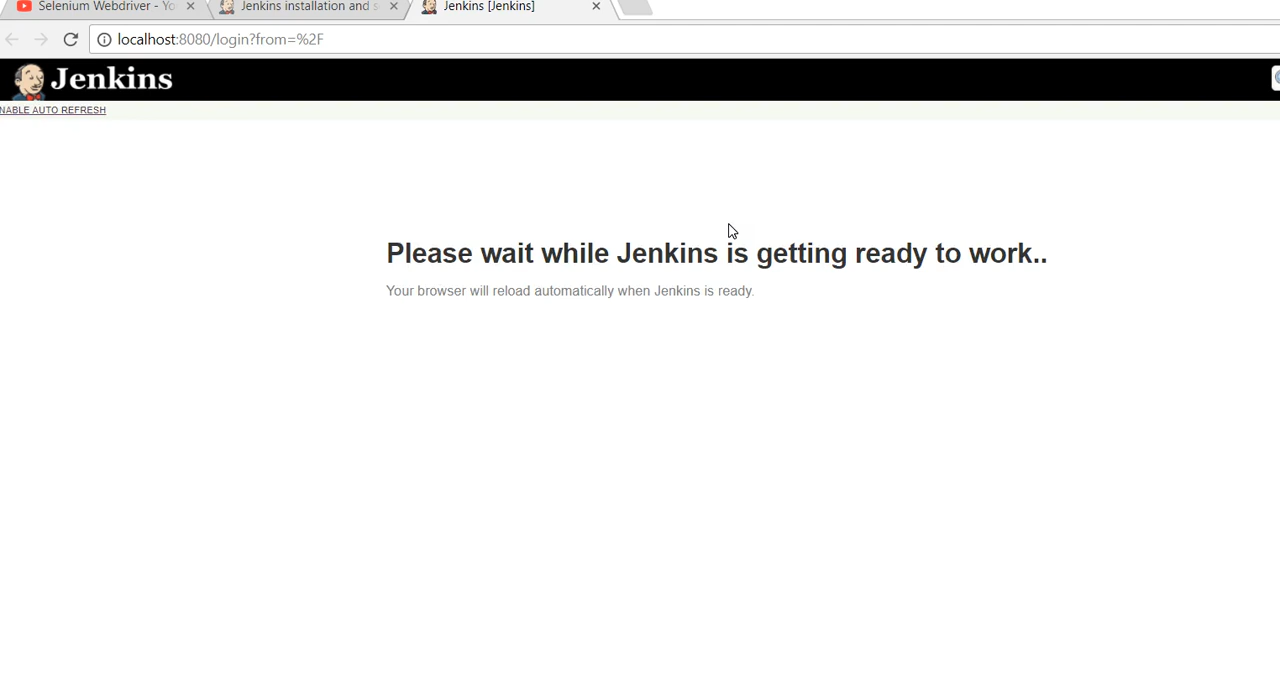 Selenium Webdriver - Yo
Jenkins installation and s
Jenkins [Jenkins]
localhost:8080/login?from=%2F
Jenkins
NABLE AUTO REFRESH
Please wait while Jenkins is getting ready to work..
Your browser will reload automatically when Jenkins is ready.